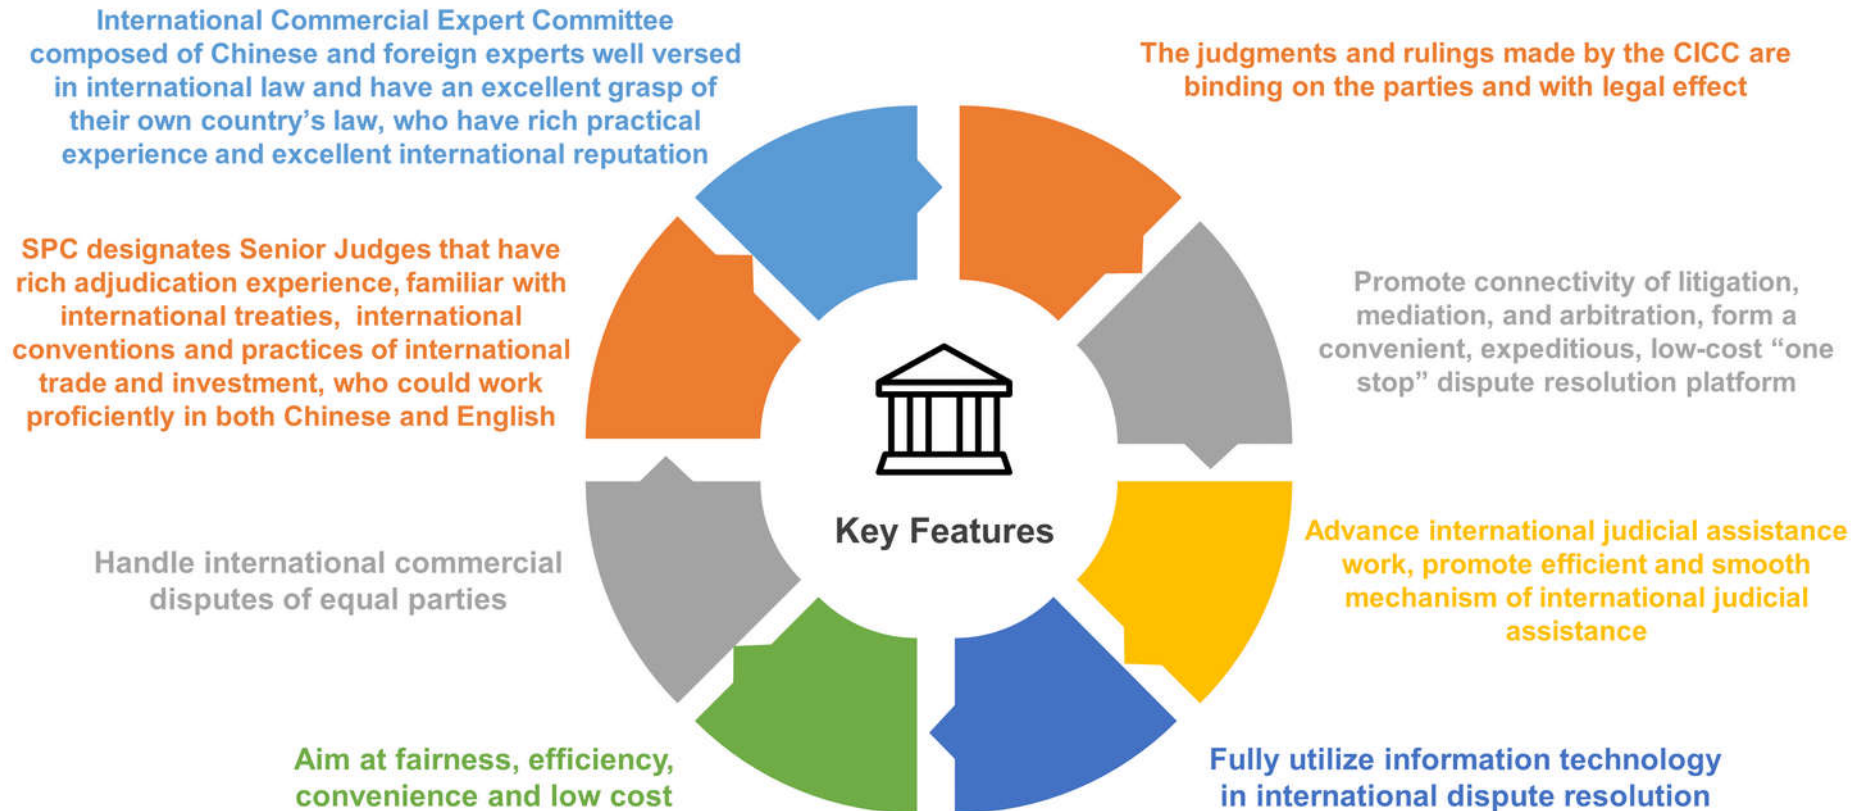 International Commercial Expert Committee
composed of Chinese and foreign experts well versed
in international law and have an excellent grasp of
their own country’s law, who have rich practical
experience and excellent international reputation
The judgments and rulings made by the CICC are
binding on the parties and with legal effect
SPC designates Senior Judges that have
rich adjudication experience, familiar with
international treaties, international
conventions and practices of international
trade and investment, who could work
proficiently in both Chinese and English
Promote connectivity of litigation,
mediation, and arbitration, form a
convenient, expeditious, low-cost “one
stop” dispute resolution platform
Key Features
Handle international commercial
disputes of equal parties
Advance international judicial assistance
work, promote efficient and smooth
mechanism of international judicial
assistance
Aim at fairness, efficiency,
convenience and low cost
Fully utilize information technology
in international dispute resolution